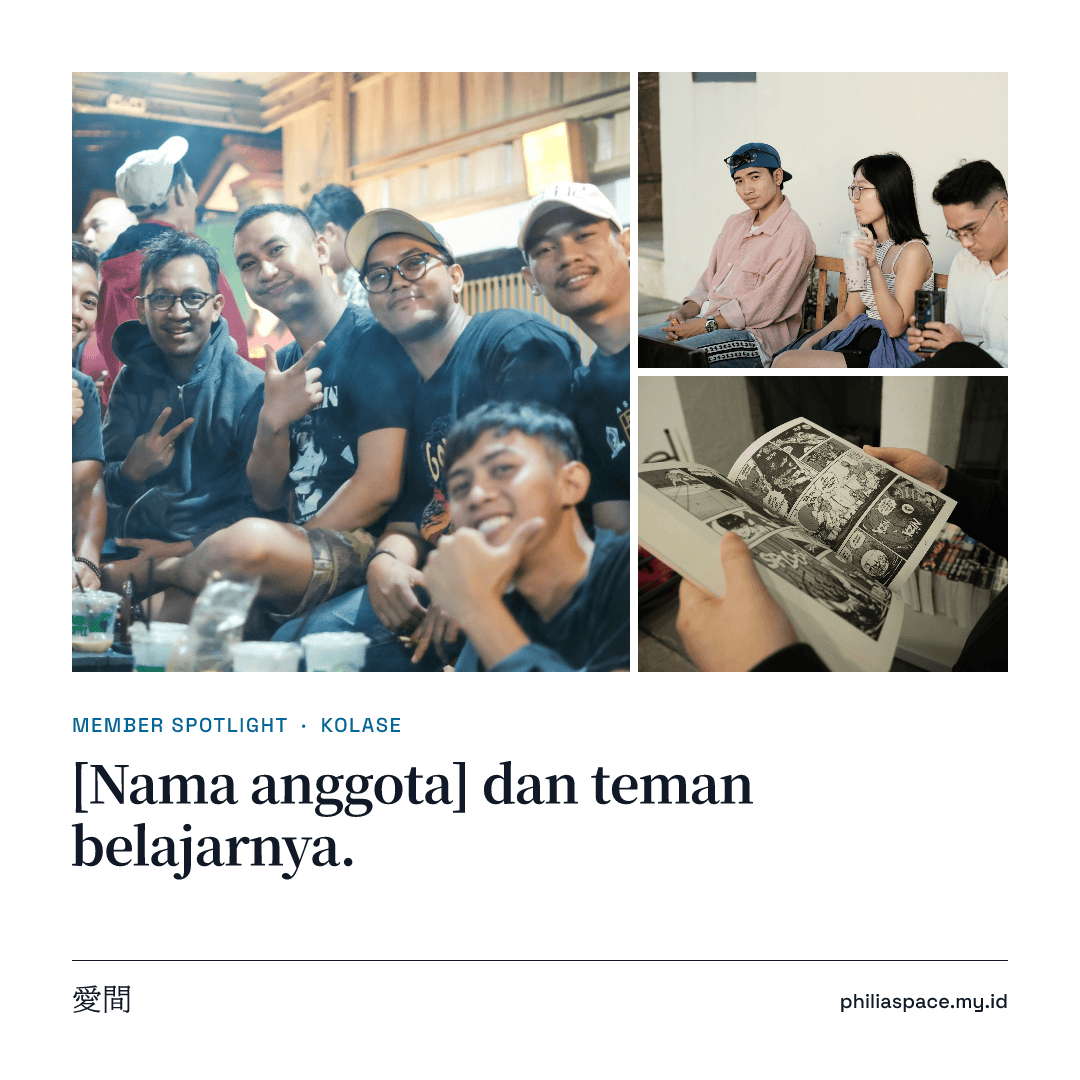 MEMBER SPOTLIGHT · KOLASE
[Nama anggota] dan teman
belajarnya.
愛間
philiaspace.my.id